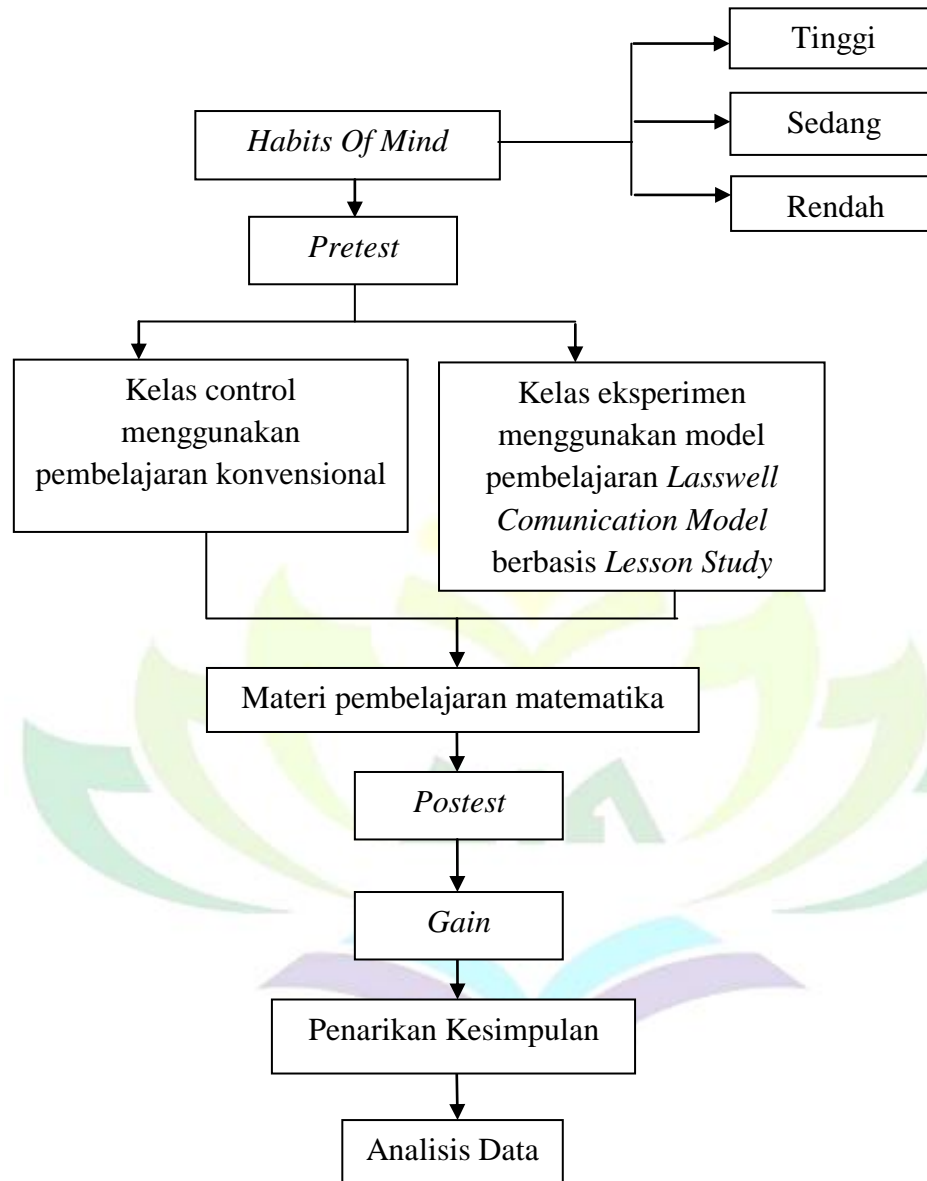 Tinggi
Sedang
Habits Of Mind
Rendah
Pretest
Kelas control
menggunakan
pembelajaran konvensional
Kelas eksperimen
menggunakan model
pembelajaran Lasswell
Comunication Model
berbasis Lesson Study
Materi pembelajaran matematika
Postest
Gain
Penarikan Kesimpulan
Analisis Data